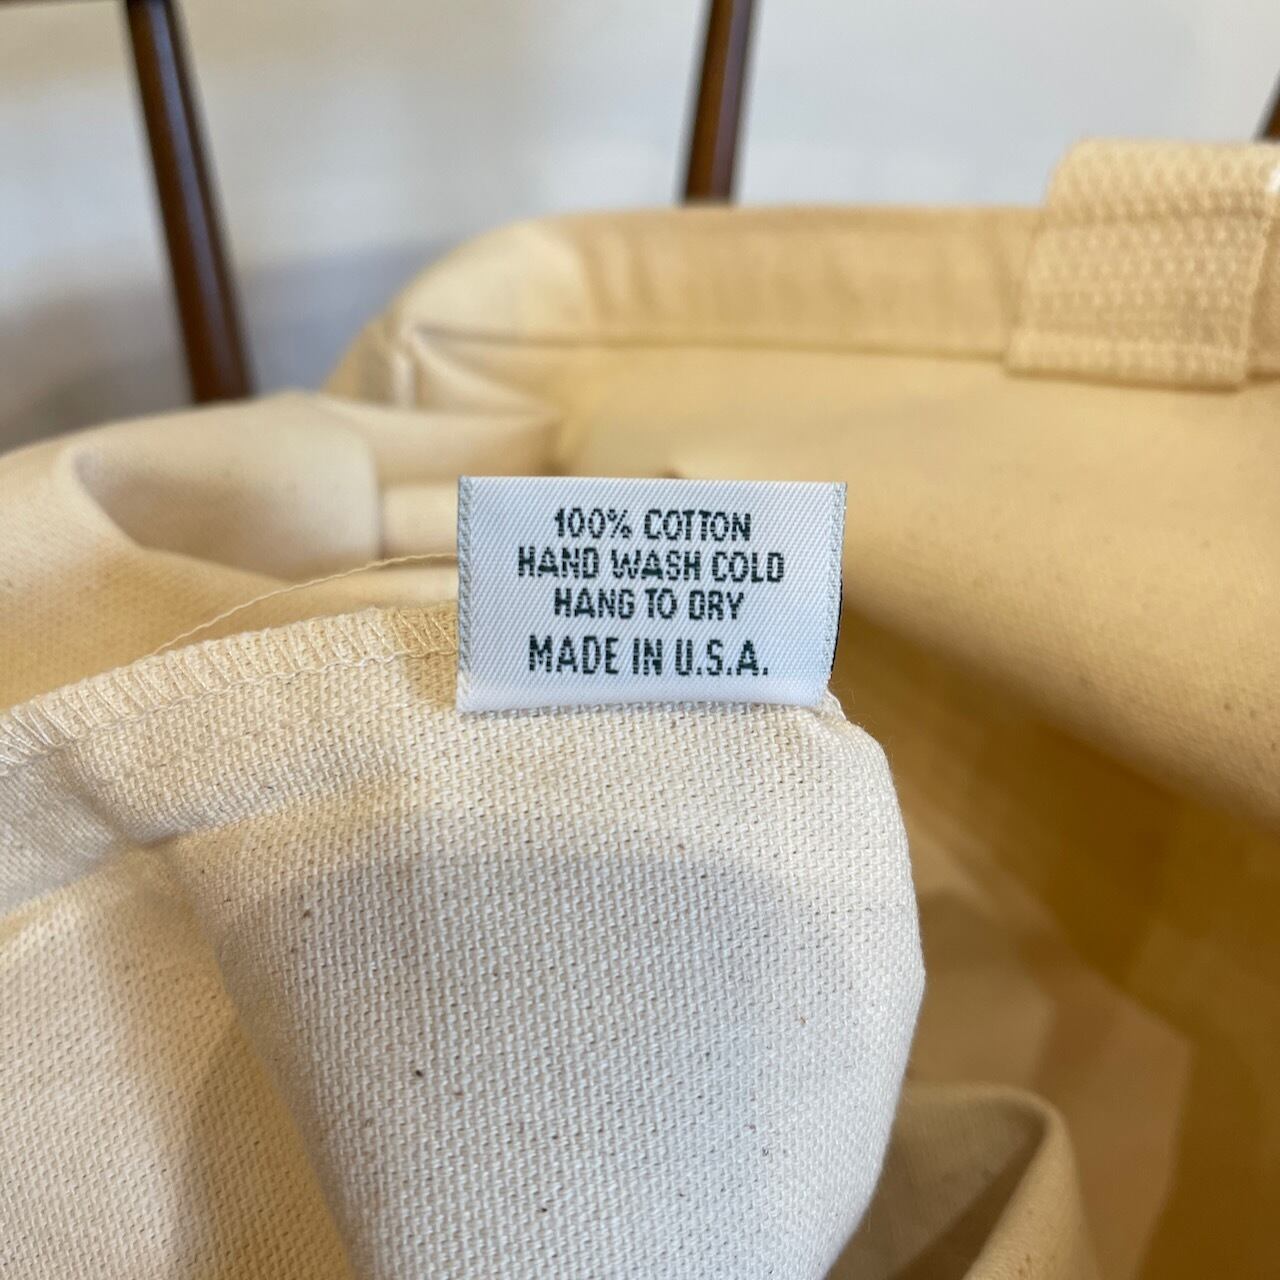 100% COTTON
HAND WASH COLD
HANG TO DRY
MADE IN U.S.A.